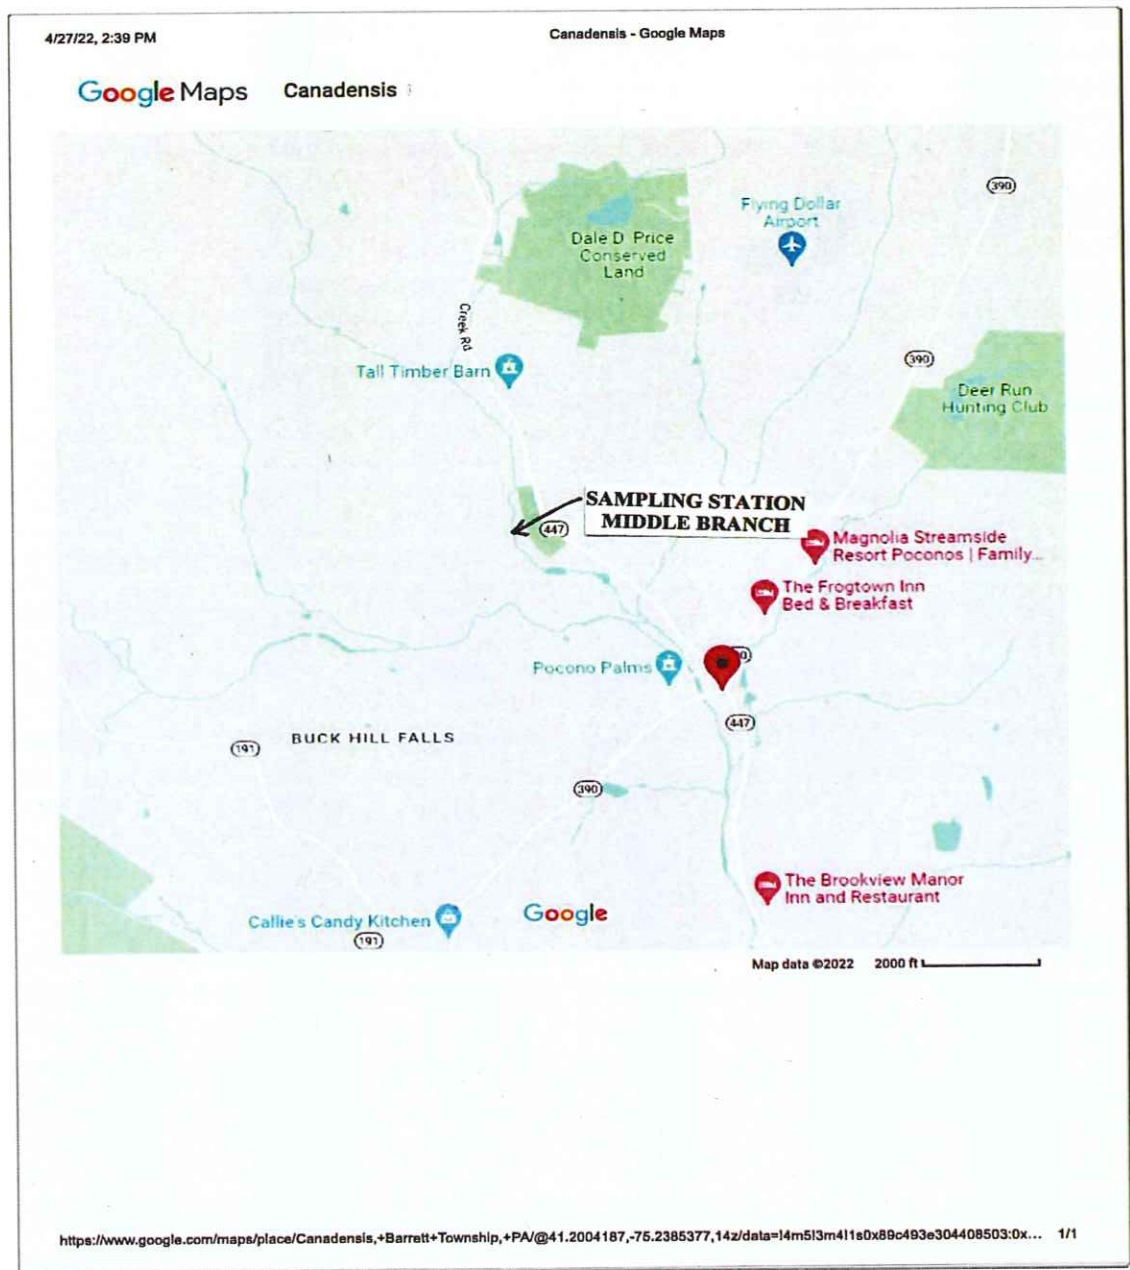 4/27/22, 2:39 PM
Canadensis - Google Maps
Google Maps Canadensis
390
Flying Dollar
Airport
Dale D. Price
Conserved
Land
Creek Rd
390
Tall Timber Barn
Deer Run
Hunting Club
SAMPLING STATION
MIDDLE BRANCH
447
Magnolia Streamside
Resort Poconos | Family...
The Frogtown Inn
Bed & Breakfast
Pocono Palms
447
BUCK HILL FALLS
191
390
The Brookview Manor
Inn and Restaurant
Callie's Candy Kitchen
191
Google
Map data ©2022 2000 ft
https://www.google.com/maps/place/Canadensis,+Barrett+Township,+PA/@41.2004187,-75.2385377,14z/data=!4m5!3m4!1s0x89c493e304408503:0x... 1/1